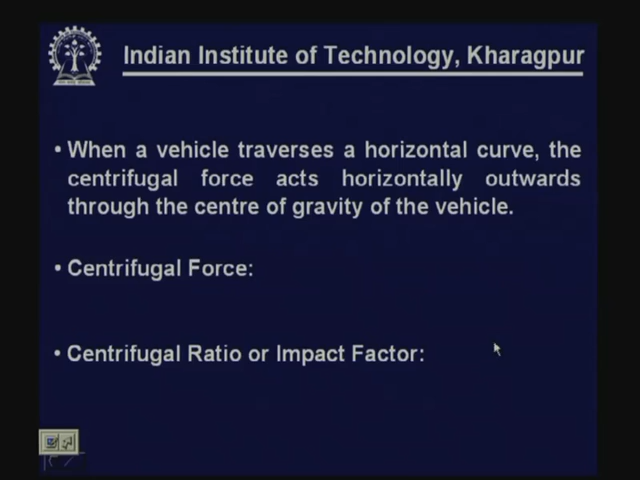 Indian Institute of Technology, Kharagpur
• When a vehicle traverses a horizontal curve, the
centrifugal force acts horizontally outwards
through the centre of gravity of the vehicle.
• Centrifugal Force:
• Centrifugal Ratio or Impact Factor: